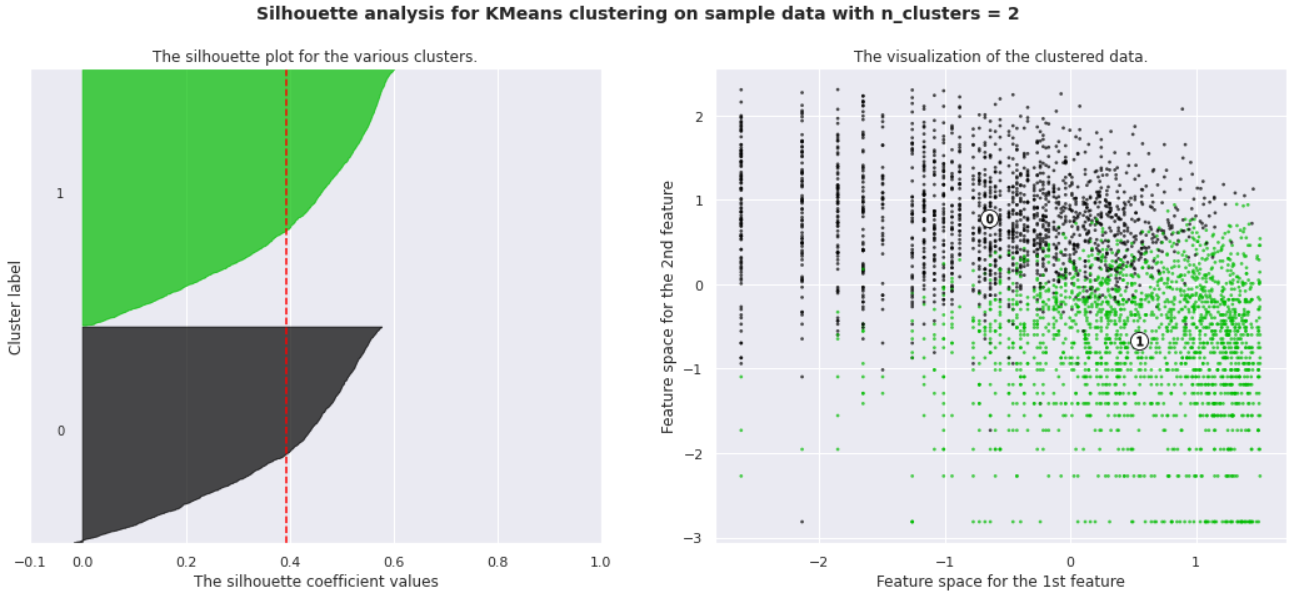 Silhouette analysis for KMeans clustering on sample data with n_clusters = 2
The silhouette plot for the various clusters.
Cluster label
1
0
−0.1 0.0 0.2 0.4 0.6 0.8 1.0
The silhouette coefficient values
The visualization of the clustered data.
Feature space for the 2nd feature
2
1
0
−1
−2
−3
0
1
−2 −1 0 1
Feature space for the 1st feature